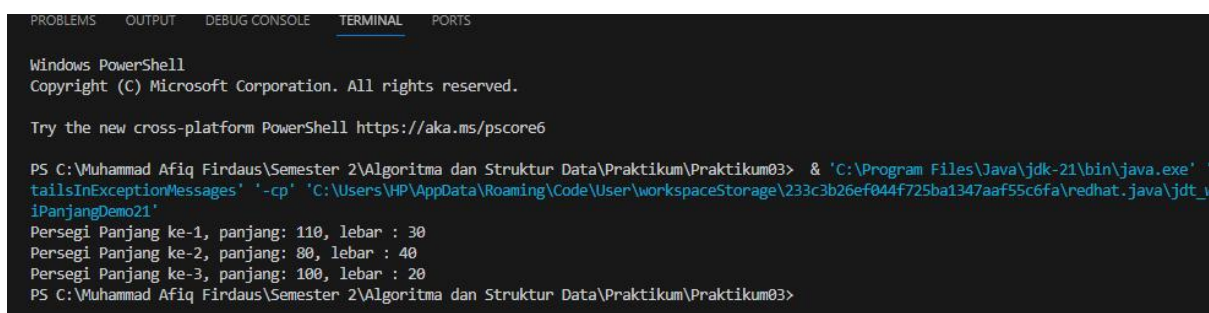 PROBLEMS OUTPUT DEBUG CONSOLE TERMINAL PORTS
Windows PowerShell
Copyright (C) Microsoft Corporation. All rights reserved.
Try the new cross-platform PowerShell https://aka.ms/pscore6
PS C:\Muhammad Afiq Firdaus\Semester 2\Algoritma dan Struktur Data\Praktikum\Praktikum03> & 'C:\Program Files\Java\jdk-21\bin\java.exe' '
tailsInExceptionMessages' '-cp' 'C:\Users\HP\AppData\Roaming\Code\User\workspaceStorage\233c3b26ef044f725ba1347aaf55c6fa\redhat.java\jdt_w
iPanjangDemo21'
Persegi Panjang ke-1, panjang: 110, lebar : 30
Persegi Panjang ke-2, panjang: 80, lebar : 40
Persegi Panjang ke-3, panjang: 100, lebar : 20
PS C:\Muhammad Afiq Firdaus\Semester 2\Algoritma dan Struktur Data\Praktikum\Praktikum03>